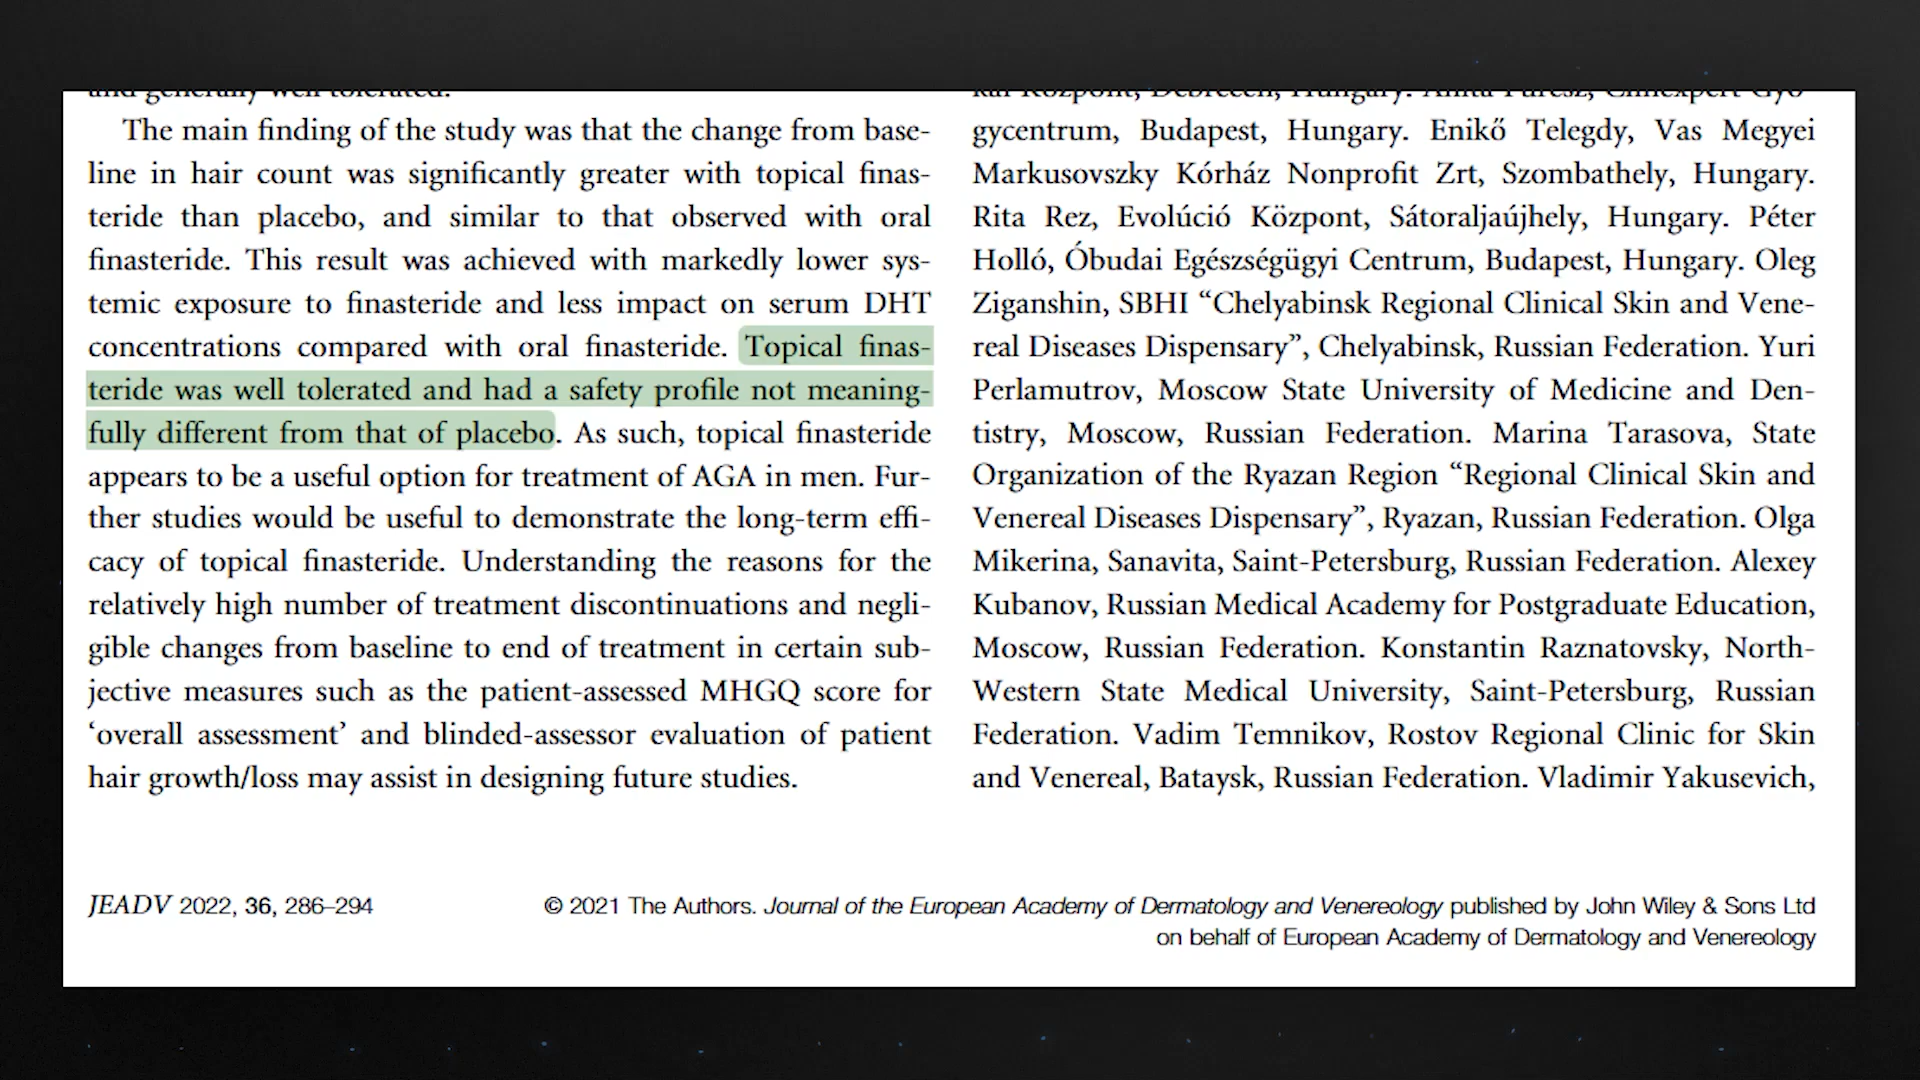 and generally well tolerated.
The main finding of the study was that the change from base-
line in hair count was significantly greater with topical finas-
teride than placebo, and similar to that observed with oral
finasteride. This result was achieved with markedly lower sys-
temic exposure to finasteride and less impact on serum DHT
concentrations compared with oral finasteride. Topical finas-
teride was well tolerated and had a safety profile not meaning-
fully different from that of placebo. As such, topical finasteride
appears to be a useful option for treatment of AGA in men. Fur-
ther studies would be useful to demonstrate the long-term effi-
cacy of topical finasteride. Understanding the reasons for the
relatively high number of treatment discontinuations and negli-
gible changes from baseline to end of treatment in certain sub-
jective measures such as the patient-assessed MHGQ score for
‘overall assessment’ and blinded-assessor evaluation of patient
hair growth/loss may assist in designing future studies.
Központ, Debrecen, Hungary. Anita
gycentrum, Budapest, Hungary. Enikő Telegdy, Vas Megyei
Markusovszky Kórház Nonprofit Zrt, Szombathely, Hungary.
Rita Rez, Evolúció Központ, Sátoraljaújhely, Hungary. Péter
Holló, Óbudai Egészségügyi Centrum, Budapest, Hungary. Oleg
Ziganshin, SBHI “Chelyabinsk Regional Clinical Skin and Vene-
real Diseases Dispensary”, Chelyabinsk, Russian Federation. Yuri
Perlamutrov, Moscow State University of Medicine and Den-
tistry, Moscow, Russian Federation. Marina Tarasova, State
Organization of the Ryazan Region “Regional Clinical Skin and
Venereal Diseases Dispensary”, Ryazan, Russian Federation. Olga
Mikerina, Sanavita, Saint-Petersburg, Russian Federation. Alexey
Kubanov, Russian Medical Academy for Postgraduate Education,
Moscow, Russian Federation. Konstantin Raznatovsky, North-
Western State Medical University, Saint-Petersburg, Russian
Federation. Vadim Temnikov, Rostov Regional Clinic for Skin
and Venereal, Bataysk, Russian Federation. Vladimir Yakusevich,
JEADV 2022, 36, 286–294
© 2021 The Authors. Journal of the European Academy of Dermatology and Venereology published by John Wiley & Sons Ltd
on behalf of European Academy of Dermatology and Venereology